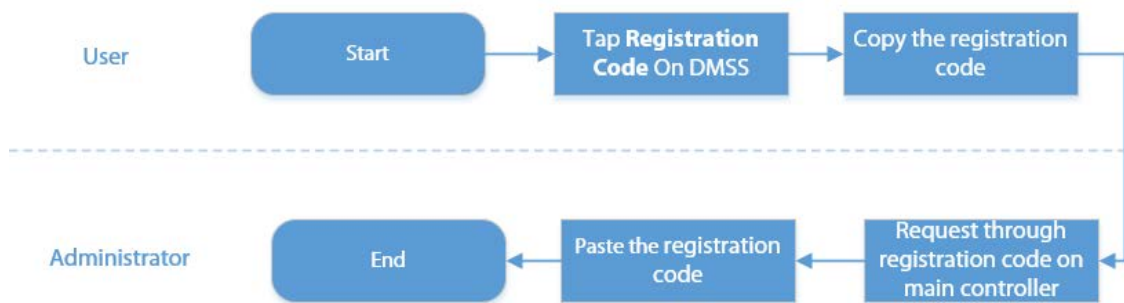 User
Start
Tap Registration
Code On DMSS
Copy the registration
code
Administrator
End
Paste the registration
code
Request through
registration code on
main controller